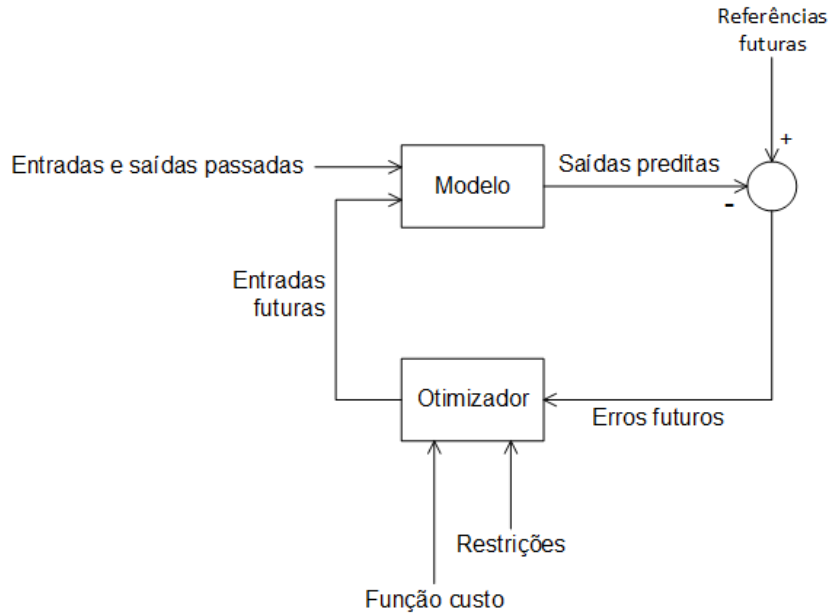 Referências
futuras
+
Entradas e saídas passadas
Modelo
Saídas preditas
-
Entradas
futuras
Otimizador
Erros futuros
Restrições
Função custo